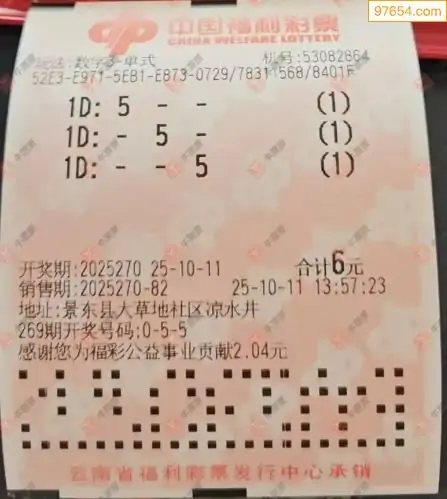 97654.com
中国福利彩票
CHINA WELFARE LOTTERY
玩法:数字3-单式 机号:53082864
52E3-E971-5EB1-E873-0729/78311568/8401F
1D: 5 - - (1)
1D: - 5 - (1)
1D: - - 5 (1)
开奖期:2025270 25-10-11 合计6元
销售期:2025270-82 25-10-11 13:57:23
地址:景东县大草地社区凉水井
269期开奖号码:0-5-5
感谢您为福彩公益事业贡献2.04元
云南省福利彩票发行中心承销